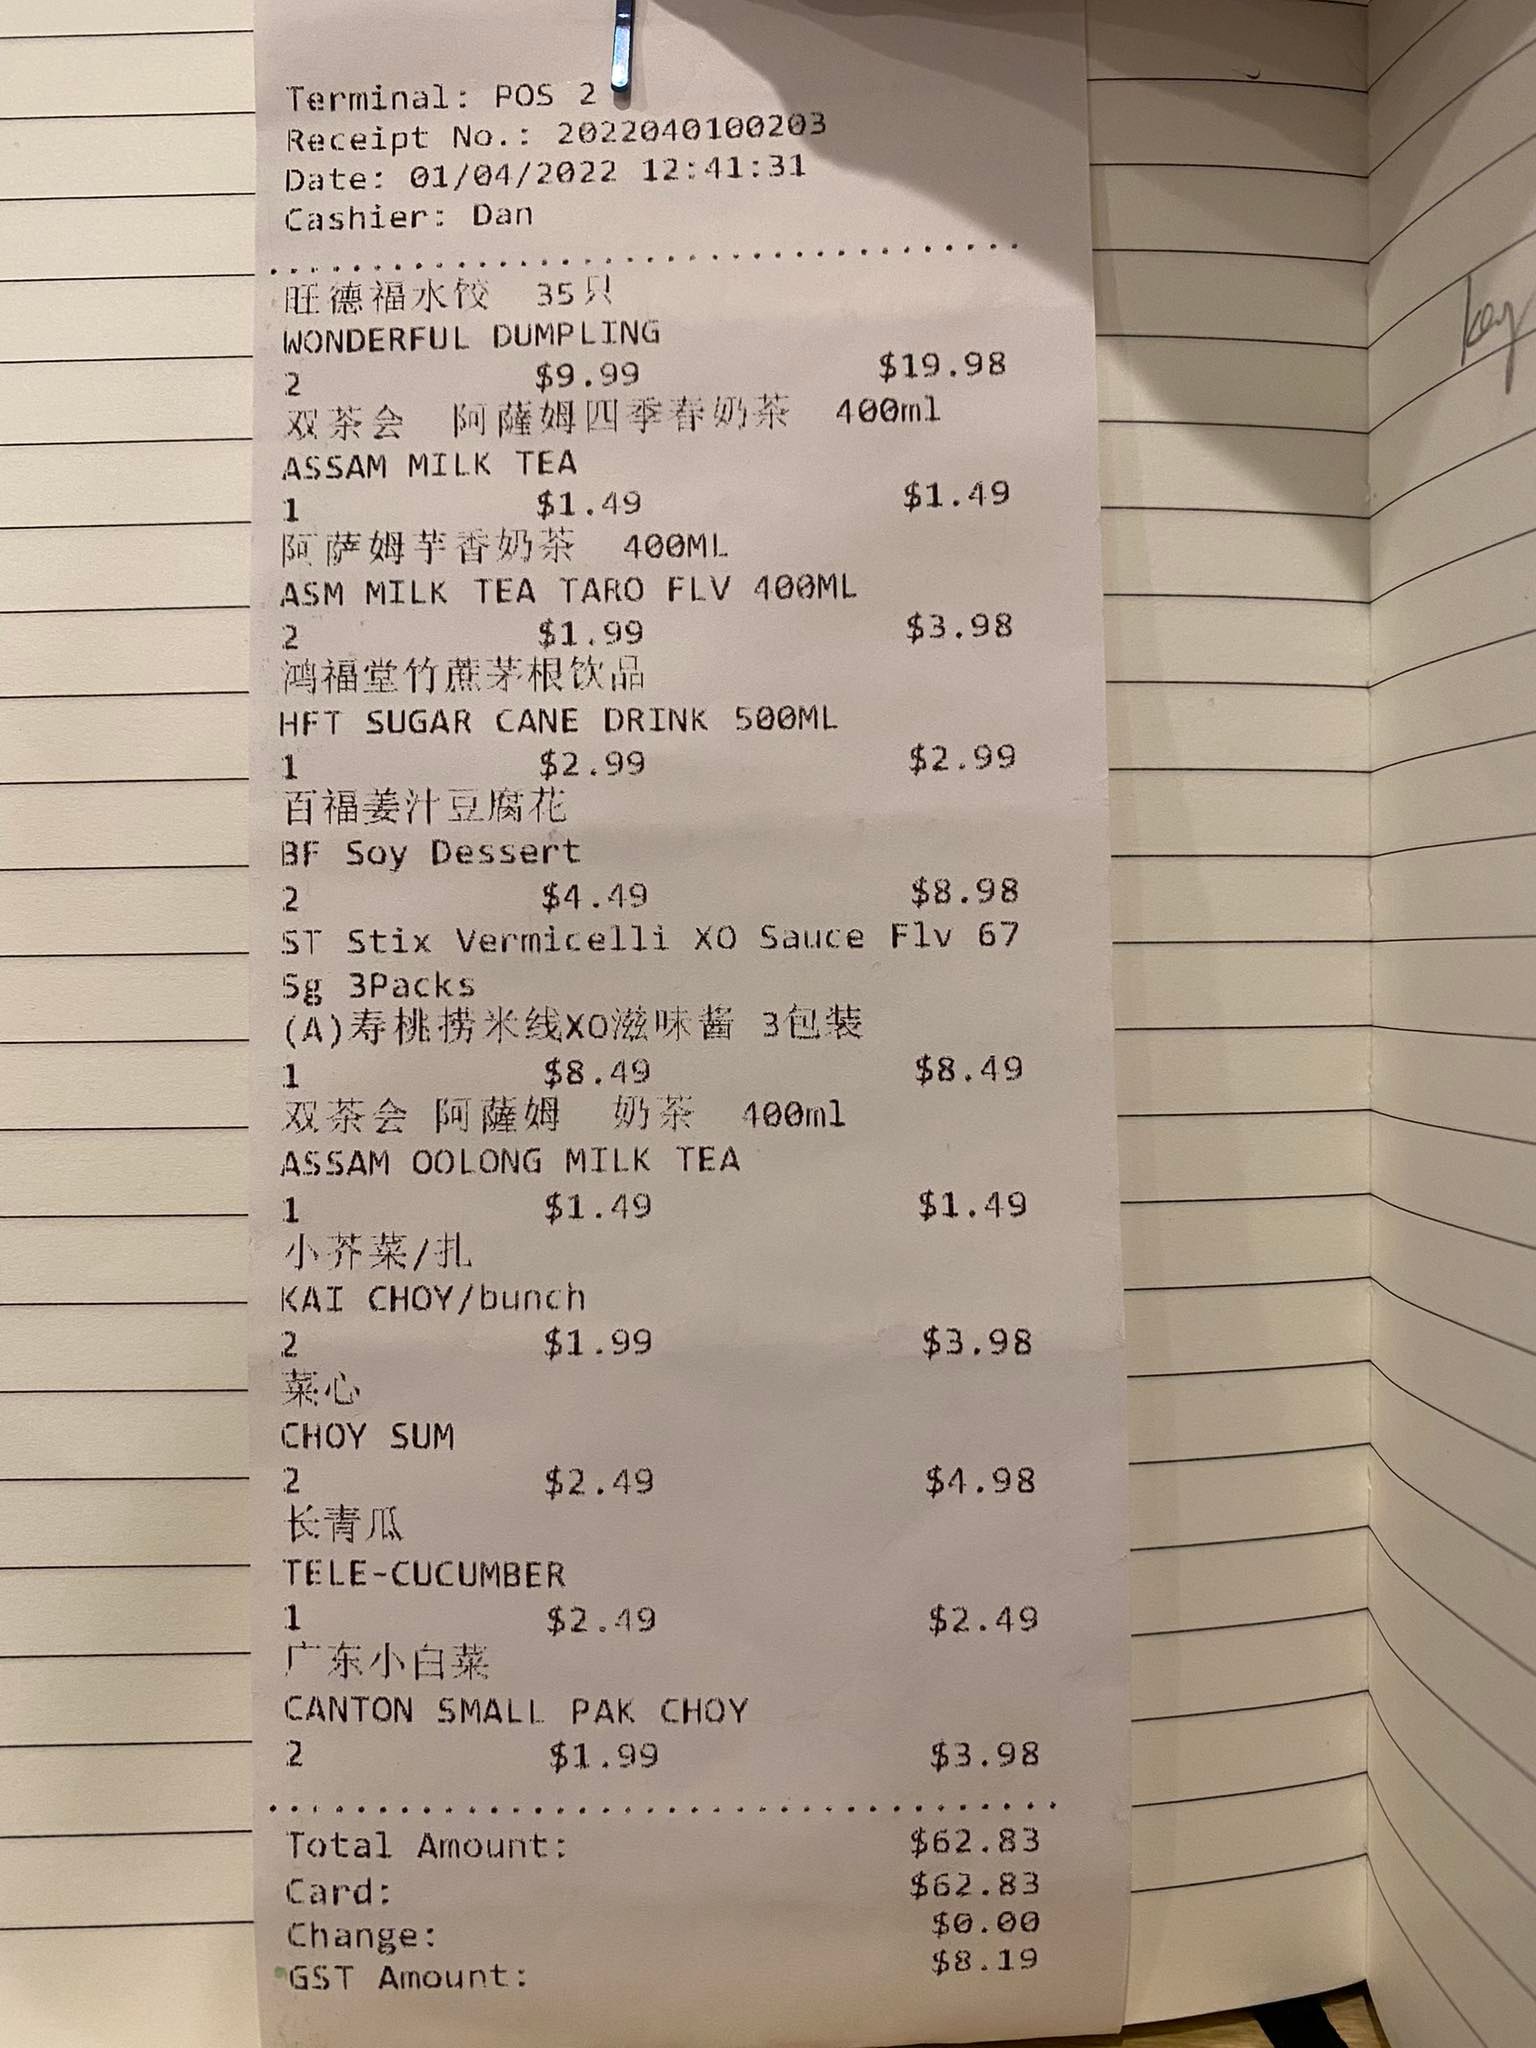 Terminal: POS 2
Receipt No.: 2022040100203
Date: 01/04/2022 12:41:31
Cashier: Dan
旺德福水饺 35只
WONDERFUL DUMPLING
2 $9.99 $19.98
双茶会 阿薩姆四季春奶茶 400ml
ASSAM MILK TEA
1 $1.49 $1.49
阿萨姆芋香奶茶 400ML
ASM MILK TEA TARO FLV 400ML
2 $1.99 $3.98
鸿福堂竹蔗茅根饮品
HFT SUGAR CANE DRINK 500ML
1 $2.99 $2.99
百福姜汁豆腐花
BF Soy Dessert
2 $4.49 $8.98
ST Stix Vermicelli XO Sauce Flv 67
5g 3Packs
(A)寿桃捞米线XO滋味酱 3包装
1 $8.49 $8.49
双茶会 阿薩姆 奶茶 400ml
ASSAM OOLONG MILK TEA
1 $1.49 $1.49
小芥菜/扎
KAI CHOY/bunch
2 $1.99 $3.98
菜心
CHOY SUM
2 $2.49 $4.98
长青瓜
TELE-CUCUMBER
1 $2.49 $2.49
广东小白菜
CANTON SMALL PAK CHOY
2 $1.99 $3.98
Total Amount: $62.83
Card: $62.83
Change: $0.00
GST Amount: $8.19
key